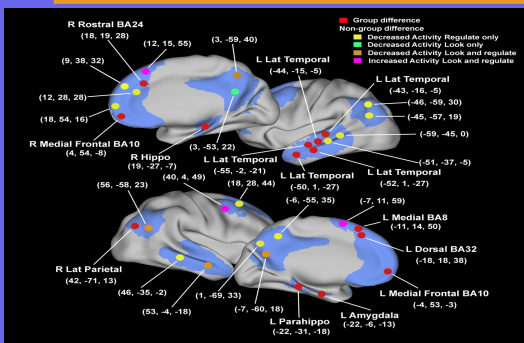 Group difference
Non-group difference
Decreased Activity Regulate only
Decreased Activity Look only
Decreased Activity Look and regulate
Increased Activity Look and regulate
R Rostral BA24
(18, 19, 28)
(12, 15, 55)
(3, -59, 40)
(9, 38, 32)
L Lat Temporal
(-44, -15, -5)
L Lat Temporal
(-43, -16, -5)
(-46, -59, 30)
(12, 28, 28)
(-45, -57, 19)
(18, 54, 16)
(-59, -45, 0)
R Medial Frontal BA10
(4, 54, -8)
R Hippo
(19, -27, -7)
(3, -53, 22)
L Lat Temporal
(-55, -2, -21)
(-51, -37, -5)
L Lat Temporal
(-50, 1, -27)
L Lat Temporal
(-52, 1, -27)
(56, -58, 23)
(40, 4, 49)
(18, 28, 44)
(-6, -55, 35)
(-7, 11, 59)
L Medial BA8
(-11, 14, 50)
L Dorsal BA32
(-18, 18, 38)
R Lat Parietal
(42, -71, 13)
(46, -35, -2)
(53, -4, -18)
(1, -69, 33)
(-7, -60, 18)
L Medial Frontal BA10
(-4, 53, -3)
L Parahippo
(-22, -31, -18)
L Amygdala
(-22, -6, -13)